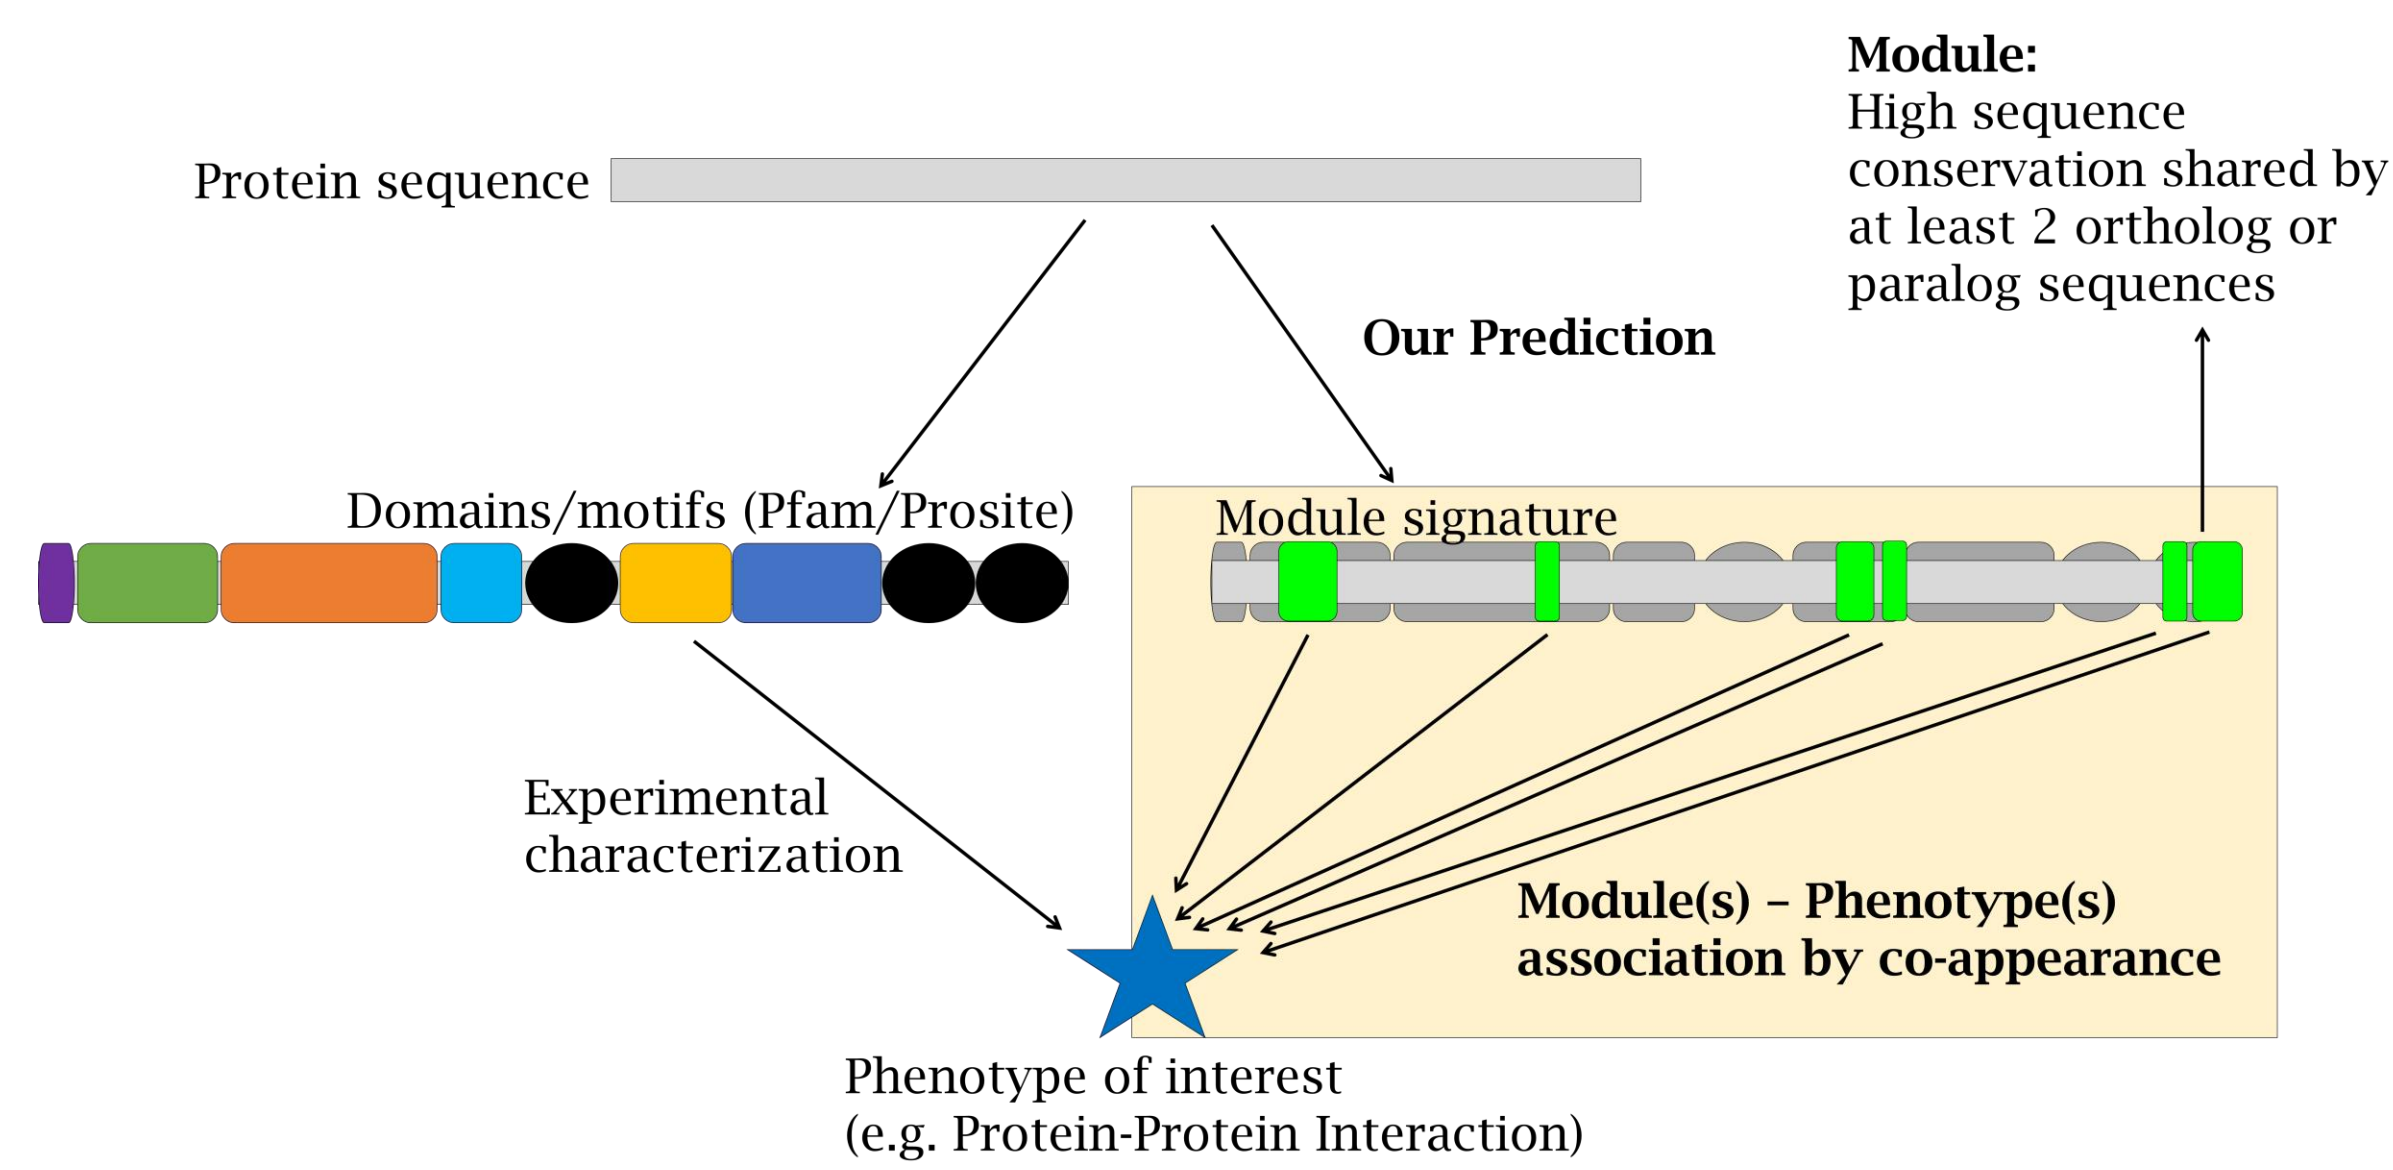 Module:
High sequence
conservation shared by
at least 2 ortholog or
paralog sequences
Protein sequence
Our Prediction
Domains/motifs (Pfam/Prosite)
Module signature
Experimental
characterization
Module(s) – Phenotype(s)
association by co-appearance
Phenotype of interest
(e.g. Protein-Protein Interaction)